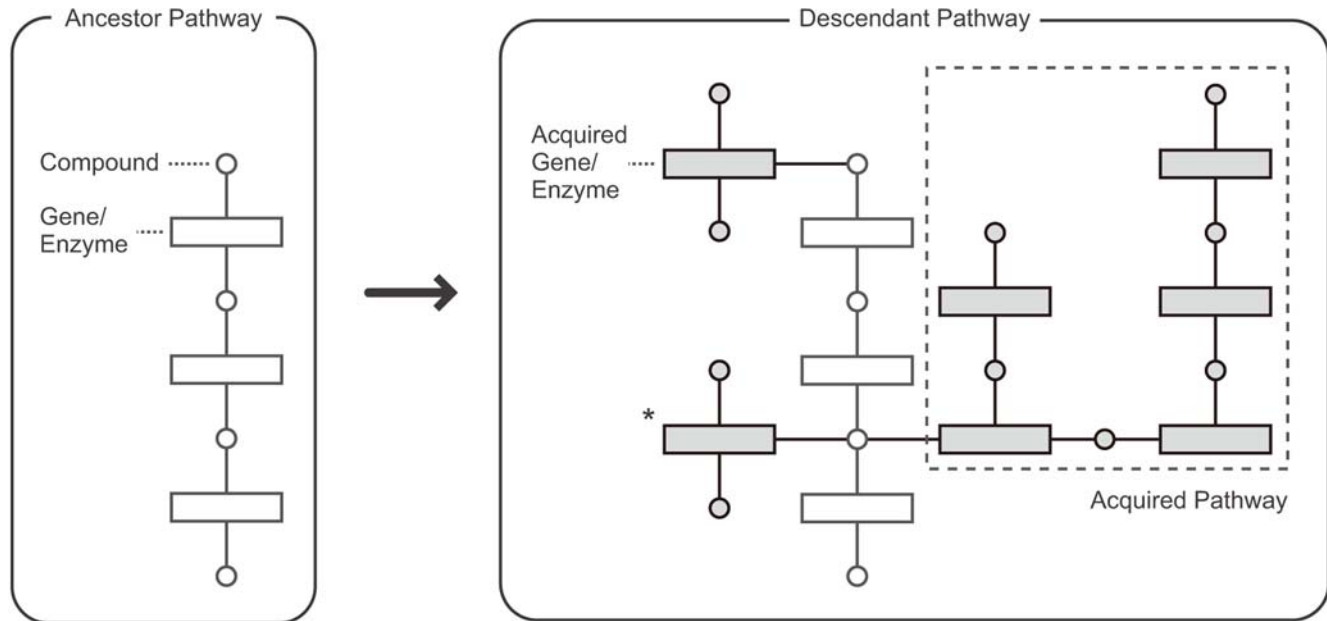 Ancestor Pathway
Compound
Gene/
Enzyme
Descendant Pathway
Acquired
Gene/
Enzyme
*
Acquired Pathway